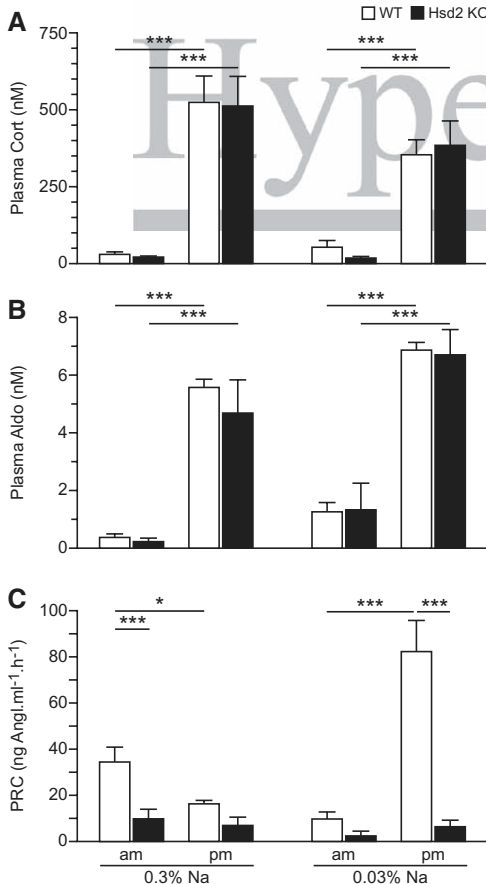 WT Hsd2 KO
A
*** ***
*** ***
Hype
Plasma Cort (nM)
750
500
250
0
B
*** ***
*** ***
Plasma Aldo (nM)
8
6
4
2
0
C
* *** ***
***
PRC (ng AngI.ml⁻¹.h⁻¹)
100
80
60
40
20
0
am pm am pm
0.3% Na 0.03% Na